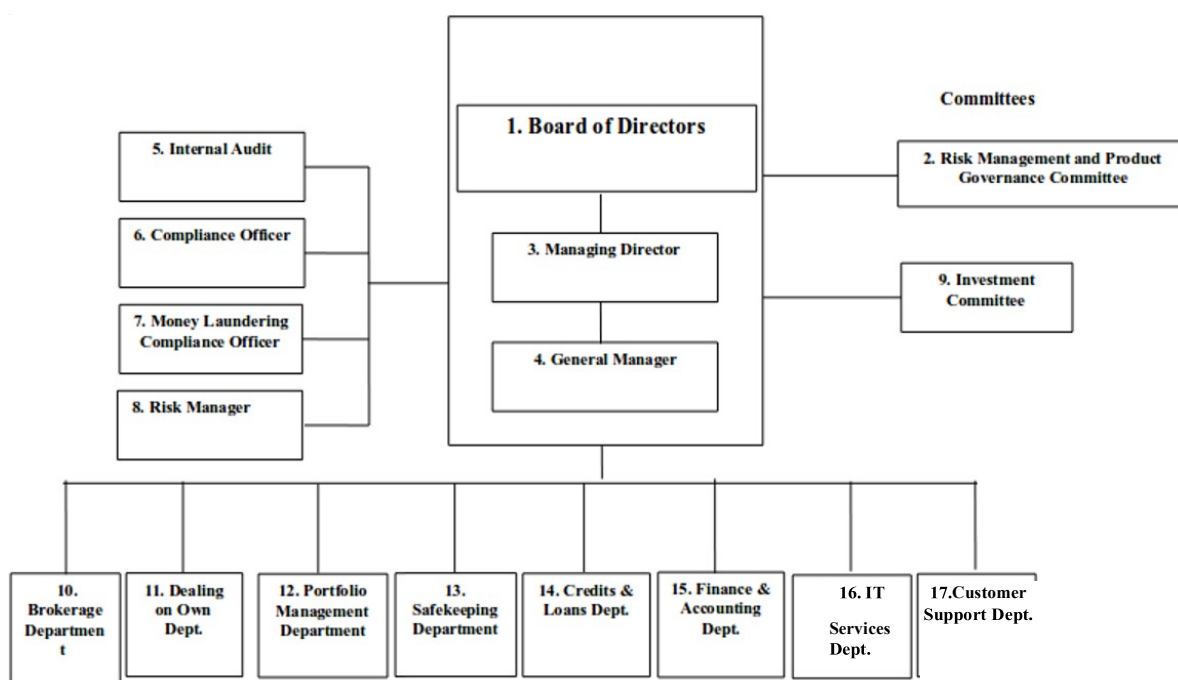 Committees
1. Board of Directors
5. Internal Audit
2. Risk Management and Product
Governance Committee
6. Compliance Officer
3. Managing Director
9. Investment
Committee
7. Money Laundering
Compliance Officer
4. General Manager
8. Risk Manager
10.
Brokerage
Departmen
t
11. Dealing
on Own
Dept.
12. Portfolio
Management
Department
13.
Safekeeping
Department
14. Credits &
Loans Dept.
15. Finance &
Accounting
Dept.
16. IT
Services
Dept.
17.Customer
Support Dept.